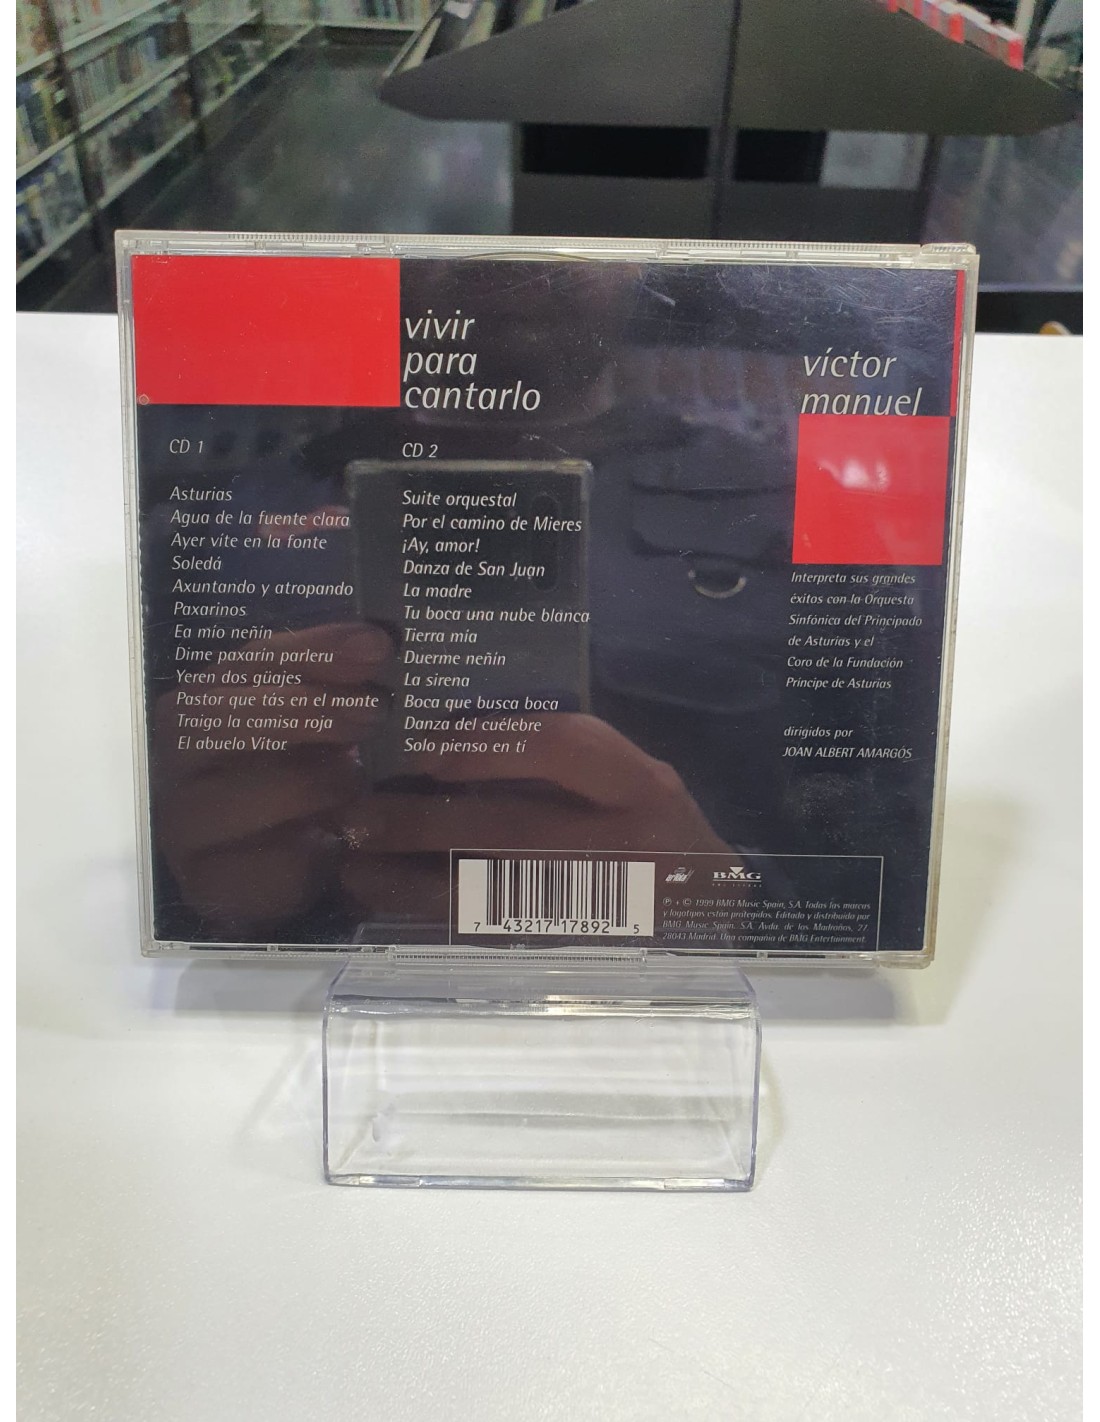 vivir
para
cantarlo
víctor
manuel
CD 1
Asturias
Agua de la fuente clara
Ayer víte en la fonte
Soledá
Axuntando y atropando
Paxarinos
Ea mío neñín
Dime paxarín parleru
Yeren dos güajes
Pastor que tás en el monte
Traigo la camisa roja
El abuelo Vítor
CD 2
Suite orquestal
Por el camino de Mieres
¡Ay, amor!
Danza de San Juan
La madre
Tu boca una nube blanca
Tierra mía
Duerme neñín
La sirena
Boca que busca boca
Danza del cuélebre
Solo pienso en tí
Interpreta sus grandes
éxitos con la Orquesta
Sinfónica del Principado
de Asturias y el
Coro de la Fundación
Príncipe de Asturias
dirigidos por
JOAN ALBERT AMARGÓS
7 43217 17892 5
ariola
BMG
℗ + © 1999 BMG Music Spain, S.A. Todas las marcas
y logotipos están protegidos. Editado y distribuido por
BMG Music Spain, S.A. Avda. de los Madroños, 27
28043 Madrid. Una compañía de BMG Entertainment.